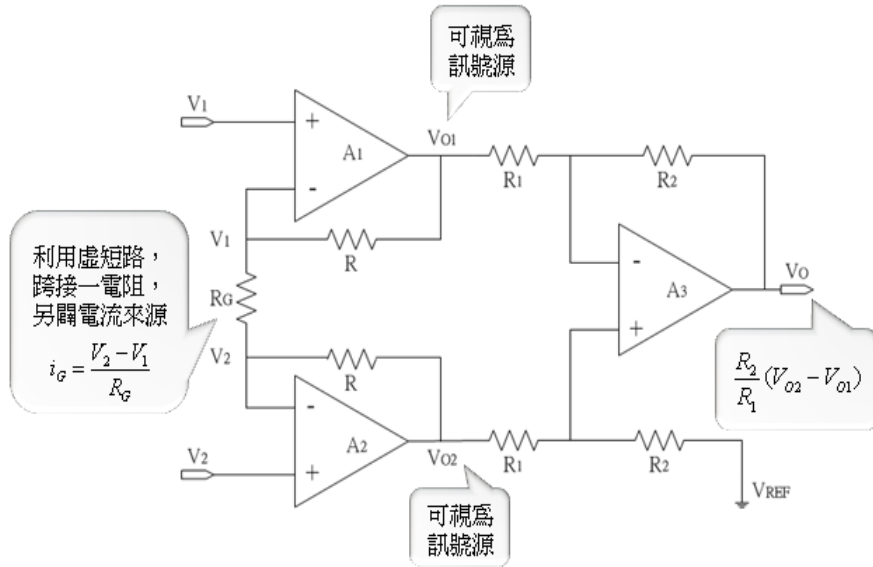 可視為
訊號源
V1
+
A1
-
VO1
R1
R2
V1
R
利用虛短路，
跨接一電阻，
另闢電流來源
iG = (V2 − V1) / RG
RG
-
A3
+
VO
R2/R1 (VO2 − VO1)
V2
R
-
A2
+
V2
VO2
R1
R2
VREF
可視為
訊號源